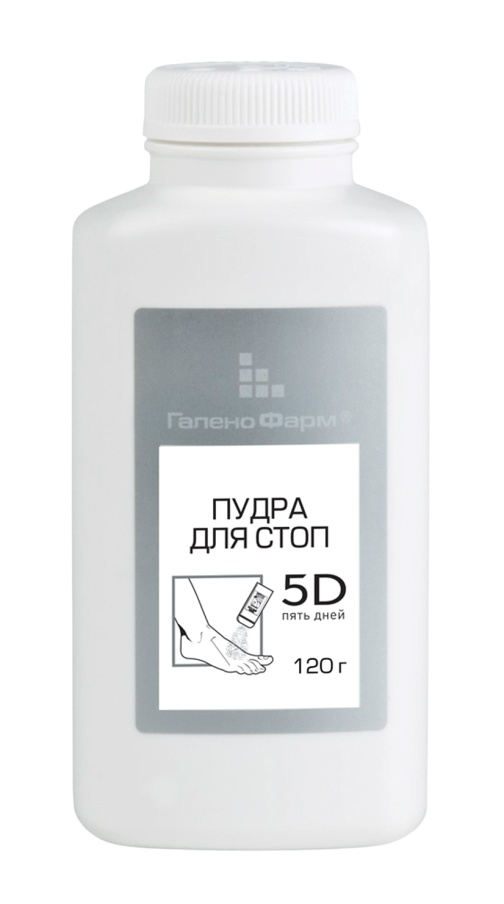 ГаленоФарм®
ПУДРА
ДЛЯ СТОП
5D
пять дней
120 г